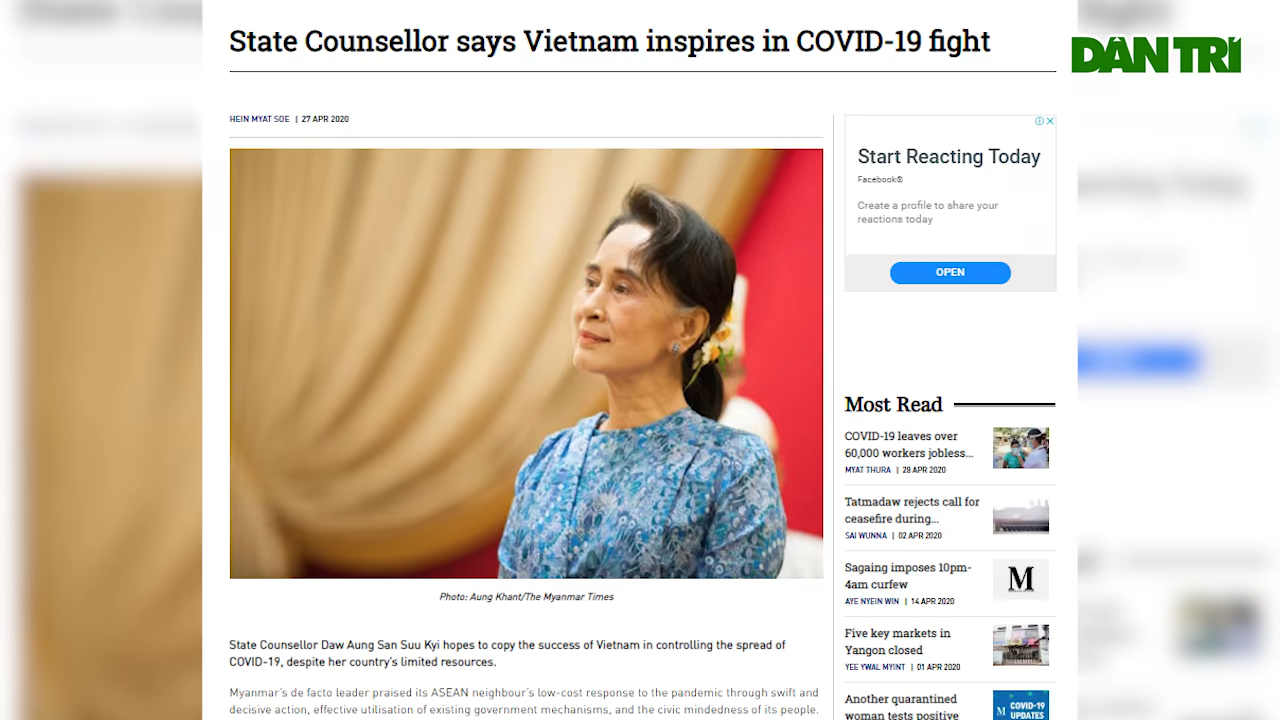 State Counsellor says Vietnam inspires in COVID-19 fight
DÂN TRÍ
HEIN MYAT SOE | 27 APR 2020
Photo: Aung Khant/The Myanmar Times
State Counsellor Daw Aung San Suu Kyi hopes to copy the success of Vietnam in controlling the spread of
COVID-19, despite her country's limited resources.
Myanmar's de facto leader praised its ASEAN neighbour's low-cost response to the pandemic through swift and
decisive action, effective utilisation of existing government mechanisms, and the civic mindedness of its people.
Start Reacting Today
Facebook®
Create a profile to share your
reactions today
OPEN
Most Read
COVID-19 leaves over
60,000 workers jobless...
MYAT THURA | 28 APR 2020
Tatmadaw rejects call for
ceasefire during...
SAI WUNNA | 02 APR 2020
Sagaing imposes 10pm-
4am curfew
AYE NYEIN WIN | 14 APR 2020
M
Five key markets in
Yangon closed
YEE YWAL MYINT | 01 APR 2020
Another quarantined
woman tests positive
M COVID-19
UPDATES